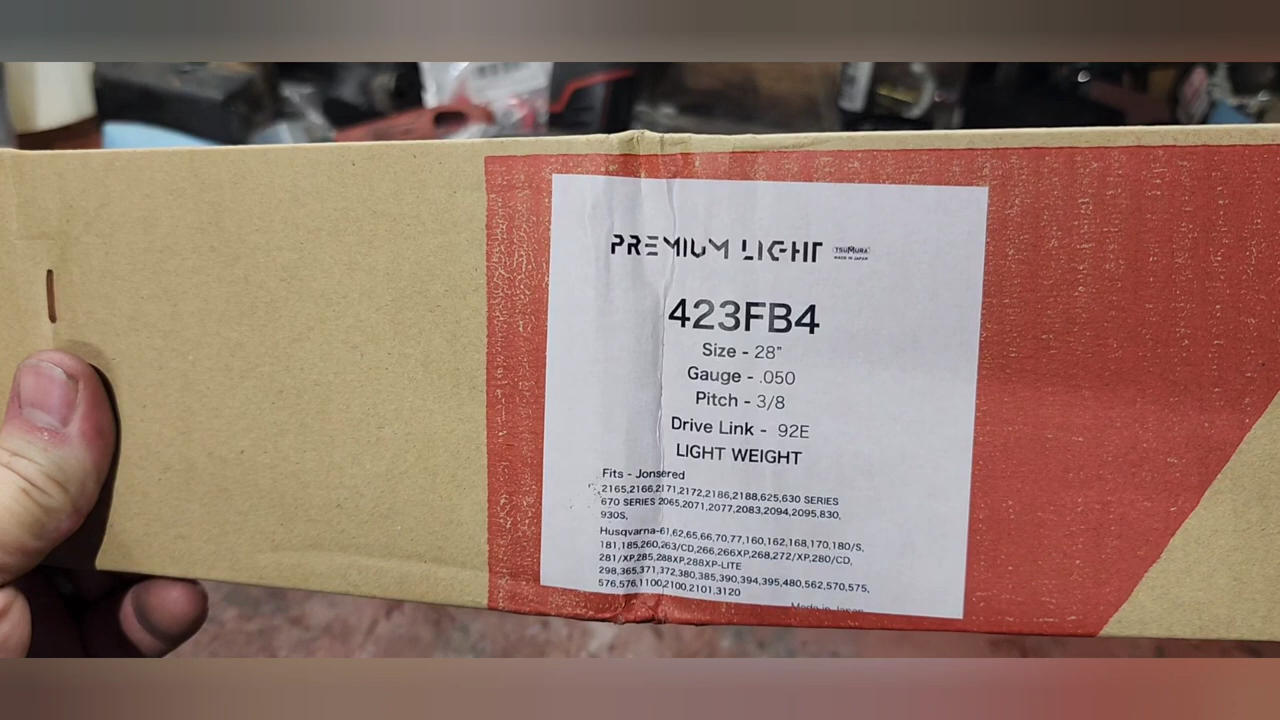 PREMIUM LIGHT TSUMURA
MADE IN JAPAN
423FB4
Size - 28"
Gauge - .050
Pitch - 3/8
Drive Link - 92E
LIGHT WEIGHT
Fits - Jonsered
2165,2166,2171,2172,2186,2188,625,630 SERIES
670 SERIES 2065,2071,2077,2083,2094,2095,830,
930S,
Husqvarna-61,62,65,66,70,77,160,162,168,170,180/S,
181,185,260,263/CD,266,266XP,268,272/XP,280/CD,
281/XP,285,288XP,288XP-LITE
298,365,371,372,380,385,390,394,395,480,562,570,575,
576,576,1100,2100,2101,3120
Made in Japan